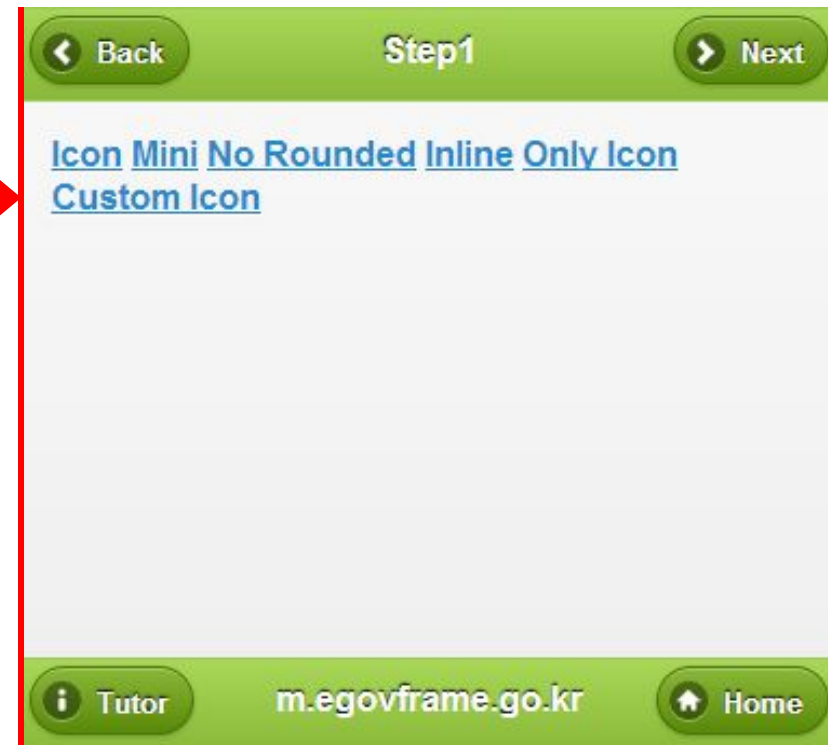 Back Step1 Next
Icon Mini No Rounded Inline Only Icon
Custom Icon
Tutor m.egovframe.go.kr Home